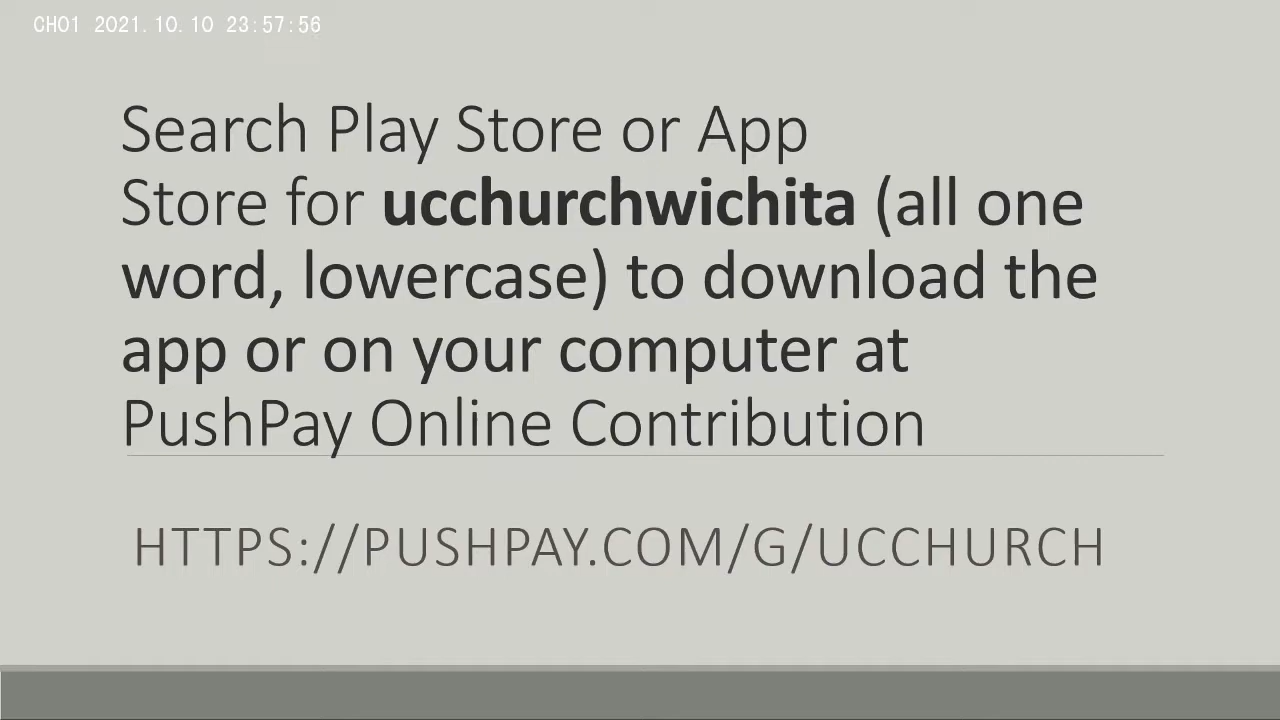 CH01 2021.10.10 23:57:56
Search Play Store or App
Store for ucchurchwichita (all one
word, lowercase) to download the
app or on your computer at
PushPay Online Contribution
HTTPS://PUSHPAY.COM/G/UCCHURCH